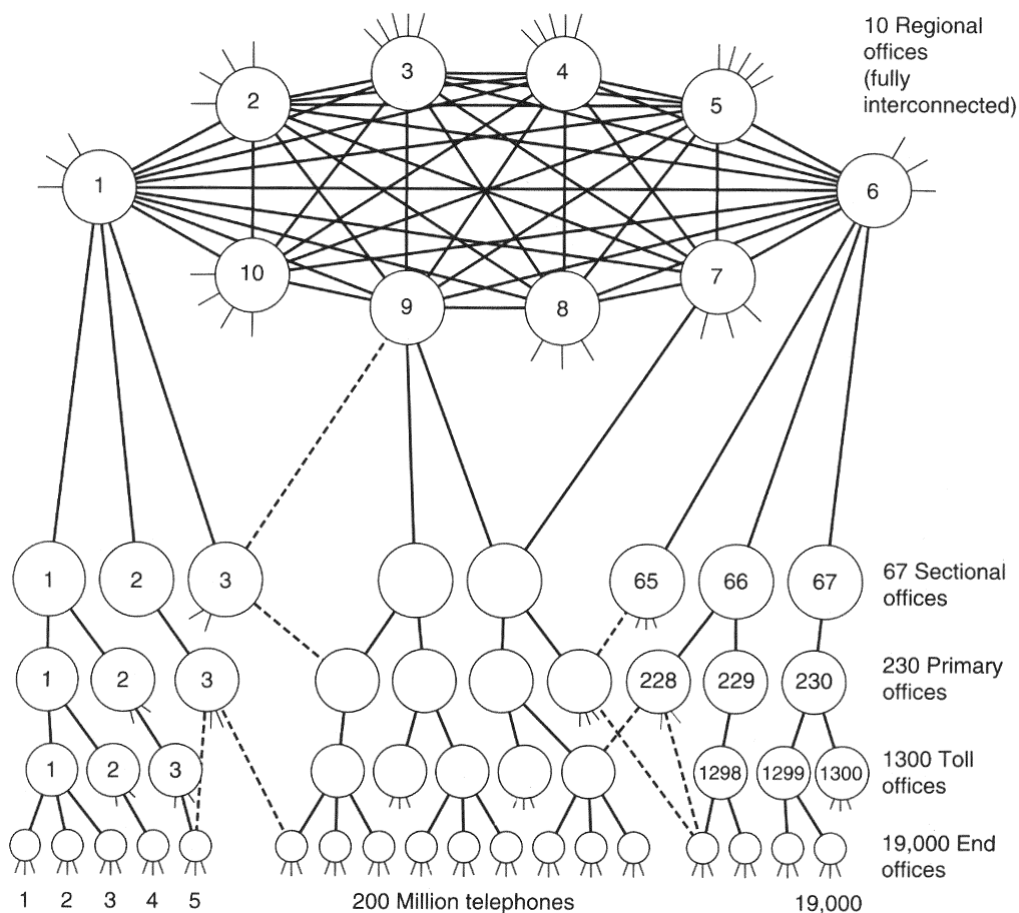 10 Regional
offices
(fully
interconnected)
3
4
2
5
1
6
10
7
9
8
1
2
3
65
66
67
67 Sectional
offices
1
2
3
228
229
230
230 Primary
offices
1
2
3
1298
1299
1300
1300 Toll
offices
19,000 End
offices
1
2
3
4
5
200 Million telephones
19,000